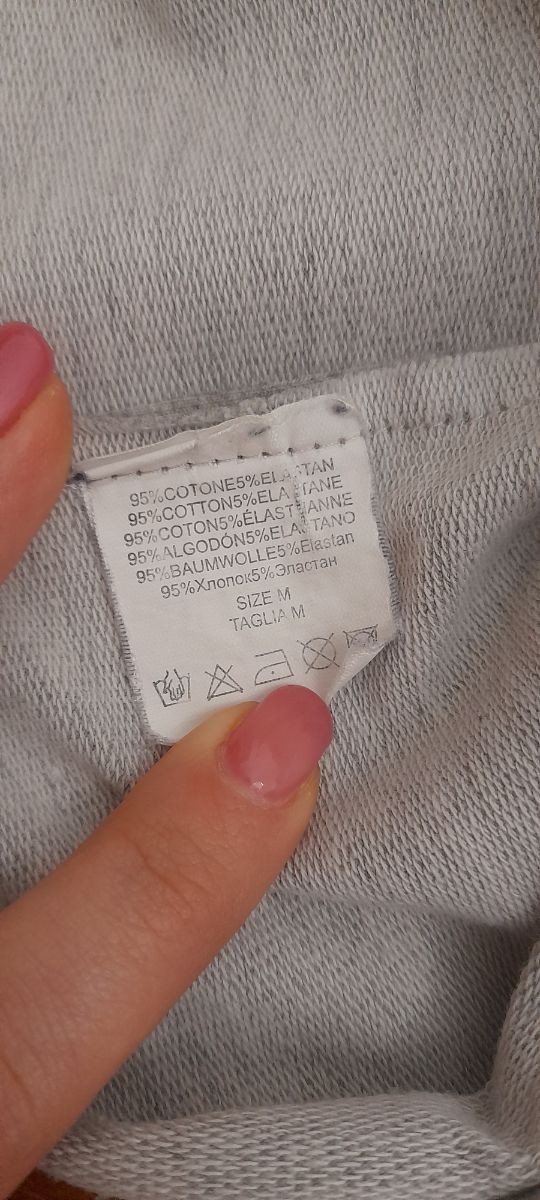 95%COTONE5%ELASTAN
95%COTTON5%ELASTANE
95%COTON5%ÉLASTHANNE
95%ALGODÓN5%ELASTANO
95%BAUMWOLLE5%Elastan
95%Хлопок5%Эластан
SIZE M
TAGLIA M